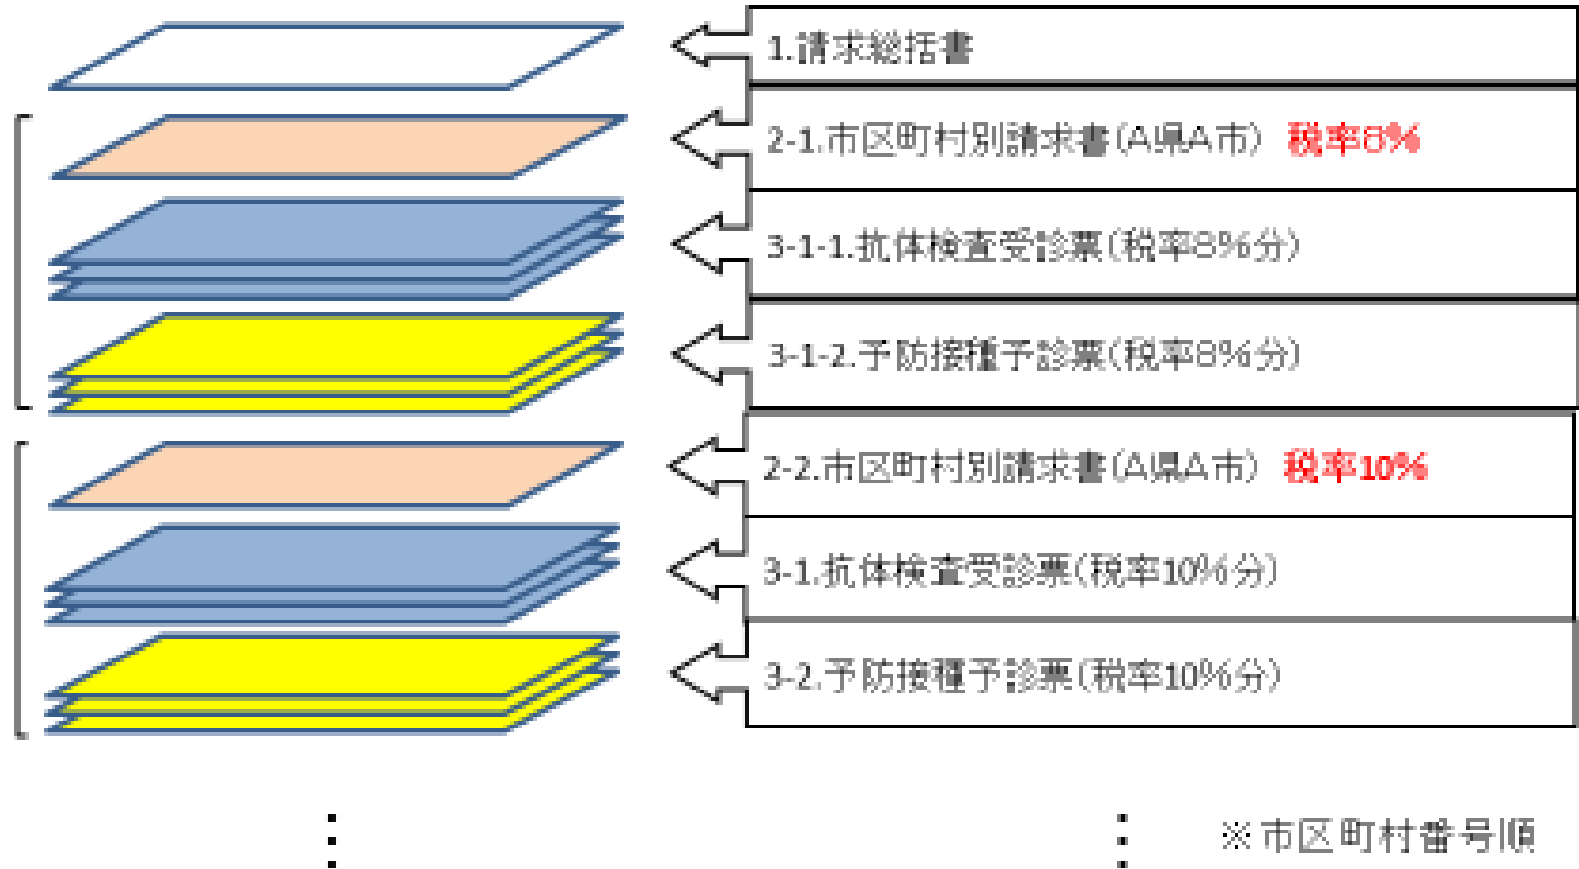 1.請求総括書
2-1.市区町村別請求書(A県A市) 税率8%
3-1-1.抗体検査受診票(税率8%分)
3-1-2.予防接種予診票(税率8%分)
2-2.市区町村別請求書(A県A市) 税率10%
3-1.抗体検査受診票(税率10%分)
3-2.予防接種予診票(税率10%分)
※市区町村番号順